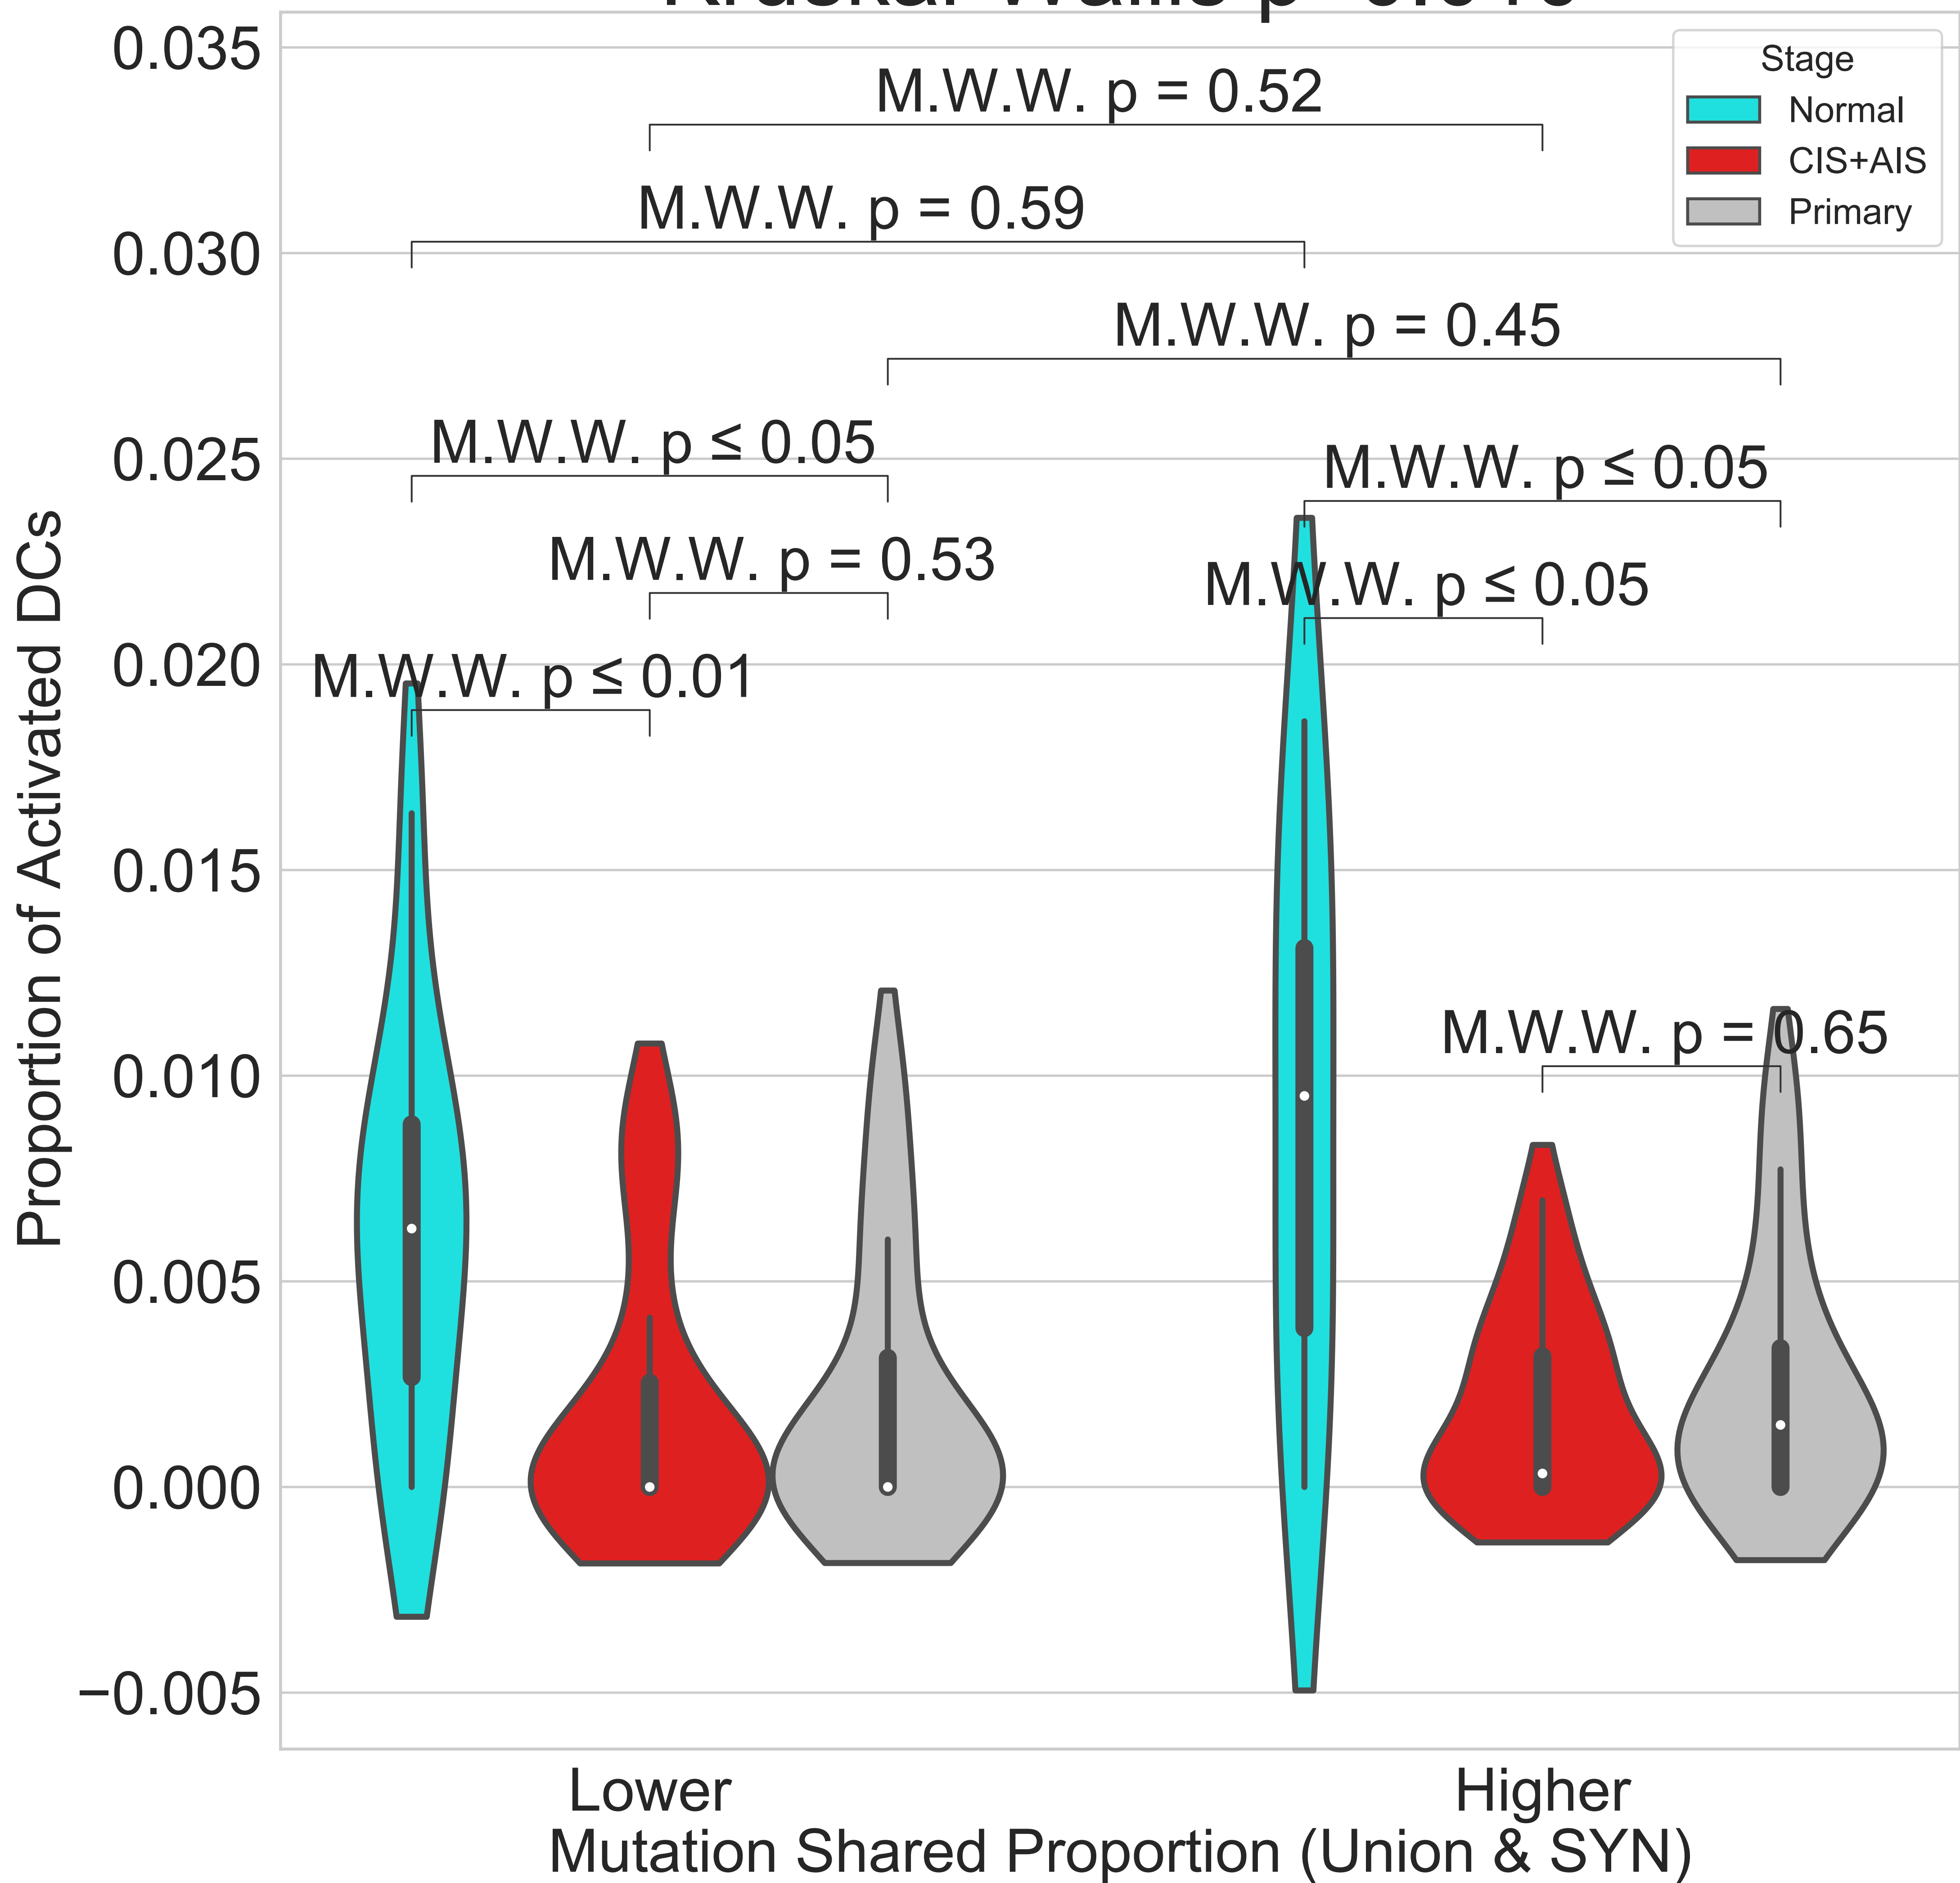 0.035
0.030
0.025
0.020
0.015
0.010
0.005
0.000
−0.005
Proportion of Activated DCs
Stage
Normal
CIS+AIS
Primary
M.W.W. p = 0.52
M.W.W. p = 0.59
M.W.W. p = 0.45
M.W.W. p ≤ 0.05
M.W.W. p ≤ 0.05
M.W.W. p = 0.53
M.W.W. p ≤ 0.05
M.W.W. p ≤ 0.01
M.W.W. p = 0.65
Lower
Higher
Mutation Shared Proportion (Union & SYN)